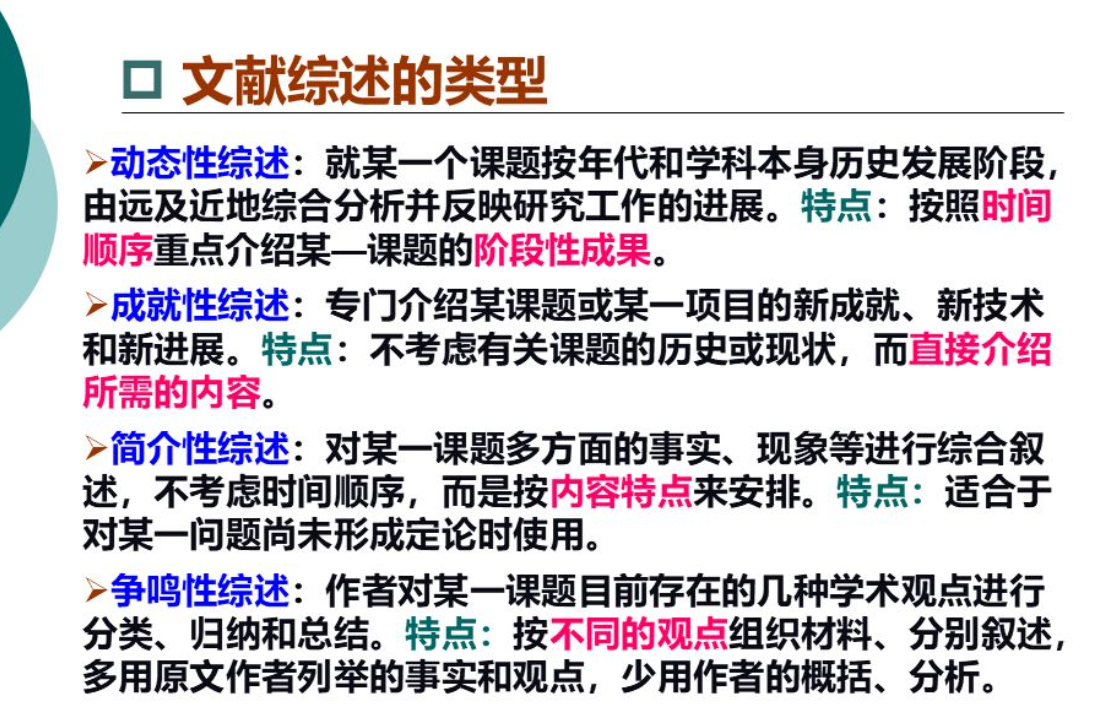 文献综述的类型
➢动态性综述：就某一个课题按年代和学科本身历史发展阶段，
由远及近地综合分析并反映研究工作的进展。特点：按照时间
顺序重点介绍某—课题的阶段性成果。
➢成就性综述：专门介绍某课题或某一项目的新成就、新技术
和新进展。特点：不考虑有关课题的历史或现状，而直接介绍
所需的内容。
➢简介性综述：对某一课题多方面的事实、现象等进行综合叙
述，不考虑时间顺序，而是按内容特点来安排。特点：适合于
对某一问题尚未形成定论时使用。
➢争鸣性综述：作者对某一课题目前存在的几种学术观点进行
分类、归纳和总结。特点：按不同的观点组织材料、分别叙述，
多用原文作者列举的事实和观点，少用作者的概括、分析。